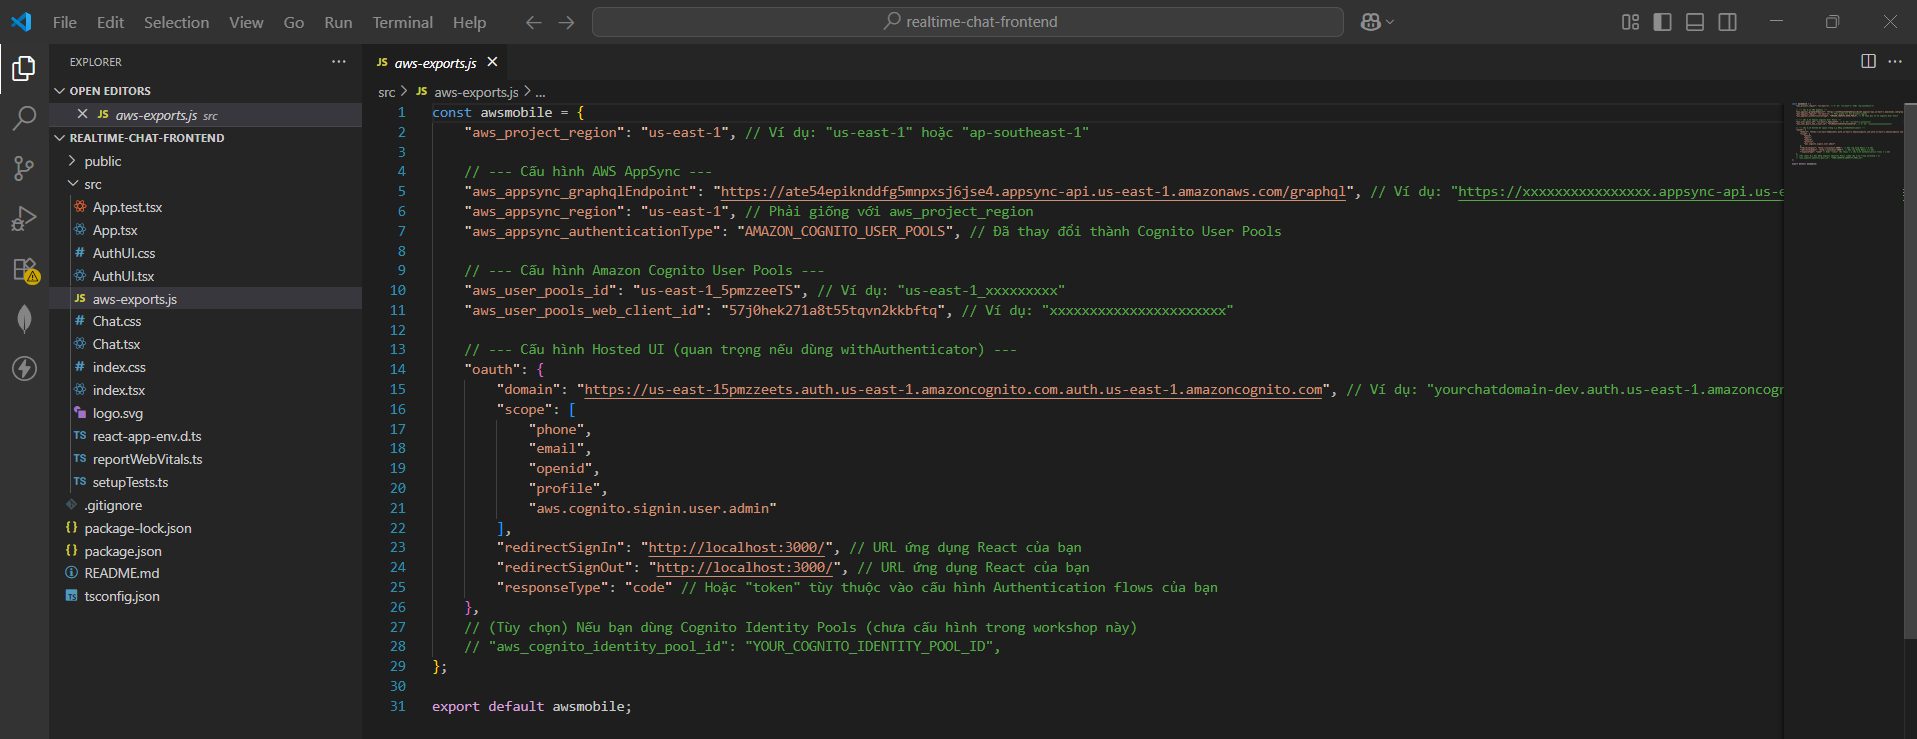 File Edit Selection View Go Run Terminal Help
realtime-chat-frontend
EXPLORER
OPEN EDITORS
JS aws-exports.js src
REALTIME-CHAT-FRONTEND
public
src
App.test.tsx
App.tsx
# AuthUI.css
AuthUI.tsx
JS aws-exports.js
# Chat.css
Chat.tsx
# index.css
index.tsx
logo.svg
TS react-app-env.d.ts
TS reportWebVitals.ts
TS setupTests.ts
.gitignore
{} package-lock.json
{} package.json
README.md
TS tsconfig.json
JS aws-exports.js
src > JS aws-exports.js > ...
1 const awsmobile = {
2 "aws_project_region": "us-east-1", // Ví dụ: "us-east-1" hoặc "ap-southeast-1"
3
4 // --- Cấu hình AWS AppSync ---
5 "aws_appsync_graphqlEndpoint": "https://ate54epiknddfg5mnpxsj6jse4.appsync-api.us-east-1.amazonaws.com/graphql", // Ví dụ: "https://xxxxxxxxxxxxxxxx.appsync-api.us-e
6 "aws_appsync_region": "us-east-1", // Phải giống với aws_project_region
7 "aws_appsync_authenticationType": "AMAZON_COGNITO_USER_POOLS", // Đã thay đổi thành Cognito User Pools
8
9 // --- Cấu hình Amazon Cognito User Pools ---
10 "aws_user_pools_id": "us-east-1_5pmzzeeTS", // Ví dụ: "us-east-1_xxxxxxxxx"
11 "aws_user_pools_web_client_id": "57j0hek271a8t55tqvn2kkbftq", // Ví dụ: "xxxxxxxxxxxxxxxxxxxxxx"
12
13 // --- Cấu hình Hosted UI (quan trọng nếu dùng withAuthenticator) ---
14 "oauth": {
15 "domain": "https://us-east-15pmzzeets.auth.us-east-1.amazoncognito.com.auth.us-east-1.amazoncognito.com", // Ví dụ: "yourchatdomain-dev.auth.us-east-1.amazoncogn
16 "scope": [
17 "phone",
18 "email",
19 "openid",
20 "profile",
21 "aws.cognito.signin.user.admin"
22 ],
23 "redirectSignIn": "http://localhost:3000/", // URL ứng dụng React của bạn
24 "redirectSignOut": "http://localhost:3000/", // URL ứng dụng React của bạn
25 "responseType": "code" // Hoặc "token" tùy thuộc vào cấu hình Authentication flows của bạn
26 },
27 // (Tùy chọn) Nếu bạn dùng Cognito Identity Pools (chưa cấu hình trong workshop này)
28 // "aws_cognito_identity_pool_id": "YOUR_COGNITO_IDENTITY_POOL_ID",
29 };
30
31 export default awsmobile;